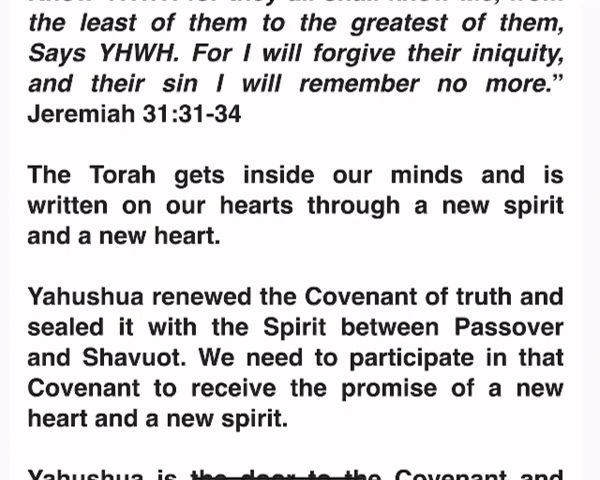 the least of them to the greatest of them,
Says YHWH. For I will forgive their iniquity,
and their sin I will remember no more.”
Jeremiah 31:31-34
The Torah gets inside our minds and is
written on our hearts through a new spirit
and a new heart.
Yahushua renewed the Covenant of truth and
sealed it with the Spirit between Passover
and Shavuot. We need to participate in that
Covenant to receive the promise of a new
heart and a new spirit.
Yahushua is the door to the Covenant and